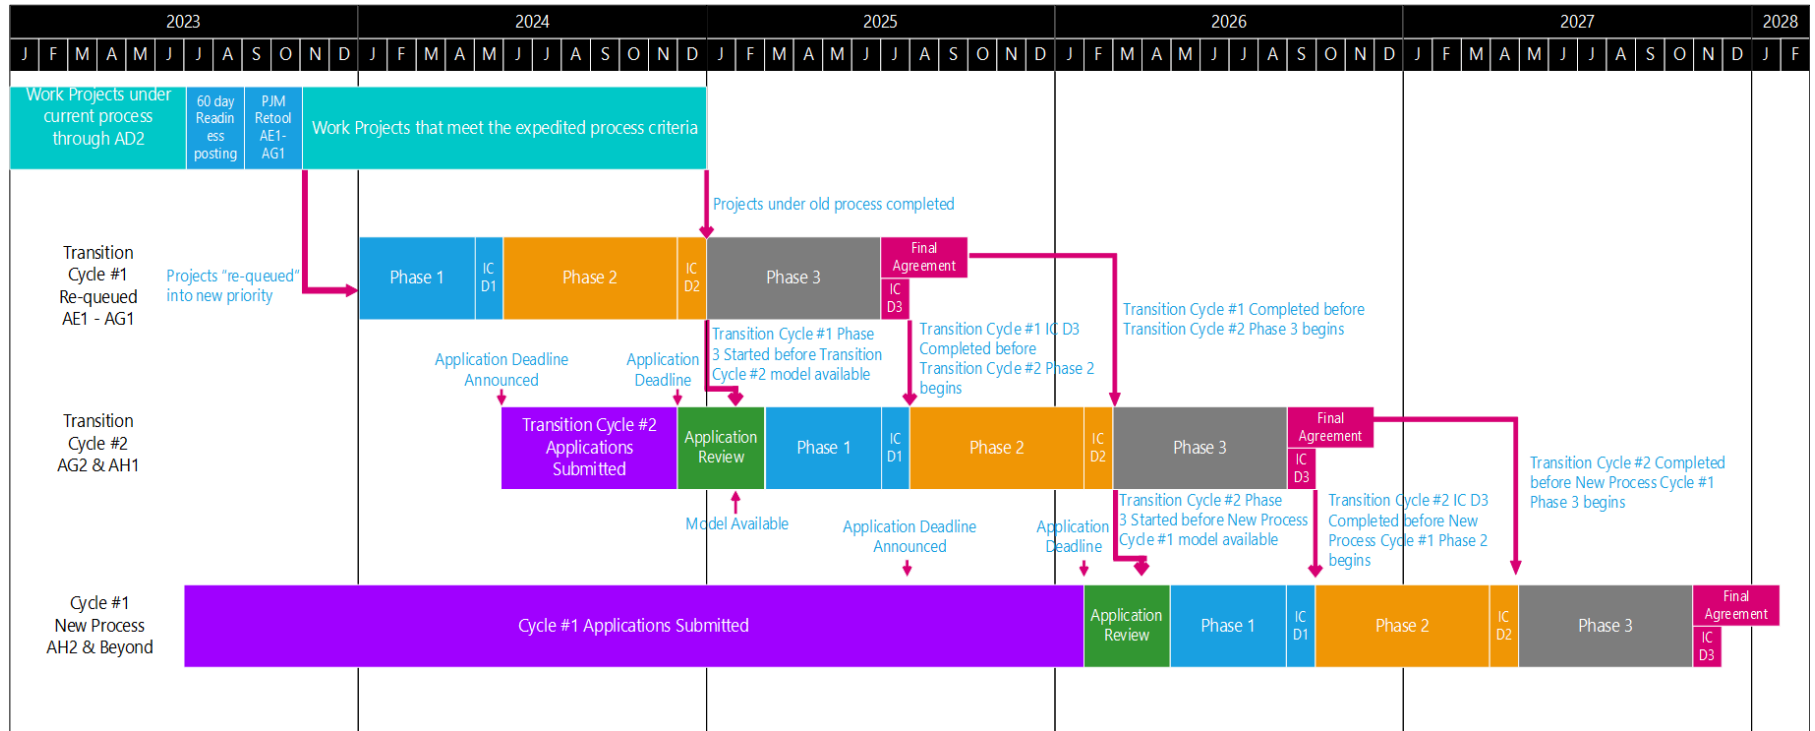 2023 2024 2025 2026 2027 2028
J F M A M J J A S O N D J F M A M J J A S O N D J F M A M J J A S O N D J F M A M J J A S O N D J F M A M J J A S O N D J F
Work Projects under
current process
through AD2
60 day
Readin
ess
posting
PJM
Retool
AE1-
AG1
Work Projects that meet the expedited process criteria
Projects under old process completed
Transition
Cycle #1
Re-queued
AE1 - AG1
Projects “re-queued”
into new priority
Phase 1
IC
D1
Phase 2
IC
D2
Phase 3
Final
Agreement
IC
D3
Transition Cycle #1 Completed before
Transition Cycle #2 Phase 3 begins
Transition Cycle #1 Phase
3 Started before Transition
Cycle #2 model available
Transition Cycle #1 IC D3
Completed before
Transition Cycle #2 Phase 2
begins
Application Deadline
Announced
Application
Deadline
Transition
Cycle #2
AG2 & AH1
Transition Cycle #2
Applications
Submitted
Application
Review
Phase 1
IC
D1
Phase 2
IC
D2
Phase 3
Final
Agreement
IC
D3
Transition Cycle #2 Completed
before New Process Cycle #1
Phase 3 begins
Model Available
Application Deadline
Announced
Application
Deadline
Transition Cycle #2 Phase
3 Started before New Process
Cycle #1 model available
Transition Cycle #2 IC D3
Completed before New
Process Cycle #1 Phase 2
begins
Cycle #1
New Process
AH2 & Beyond
Cycle #1 Applications Submitted
Application
Review
Phase 1
IC
D1
Phase 2
IC
D2
Phase 3
Final
Agreement
IC
D3